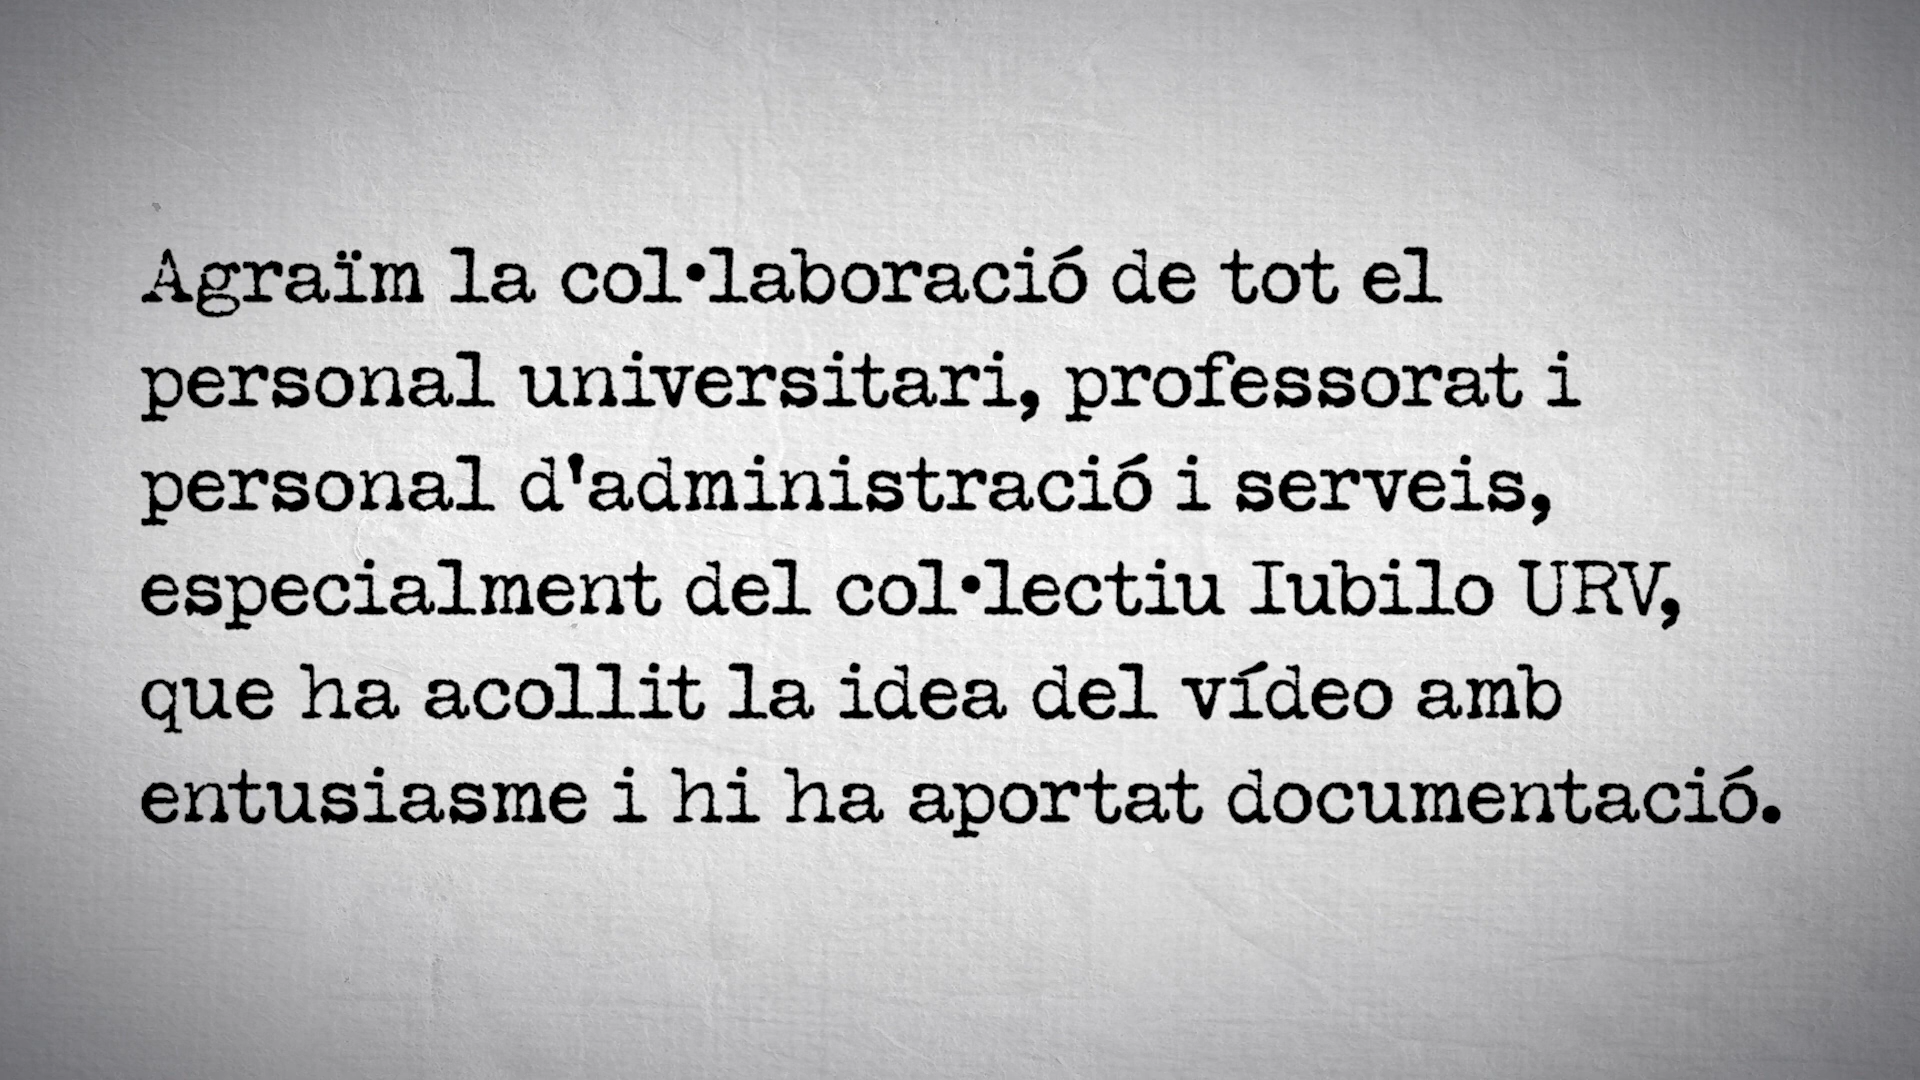 Agraïm la col·laboració de tot el
personal universitari, professorat i
personal d'administració i serveis,
especialment del col·lectiu Iubilo URV,
que ha acollit la idea del vídeo amb
entusiasme i hi ha aportat documentació.